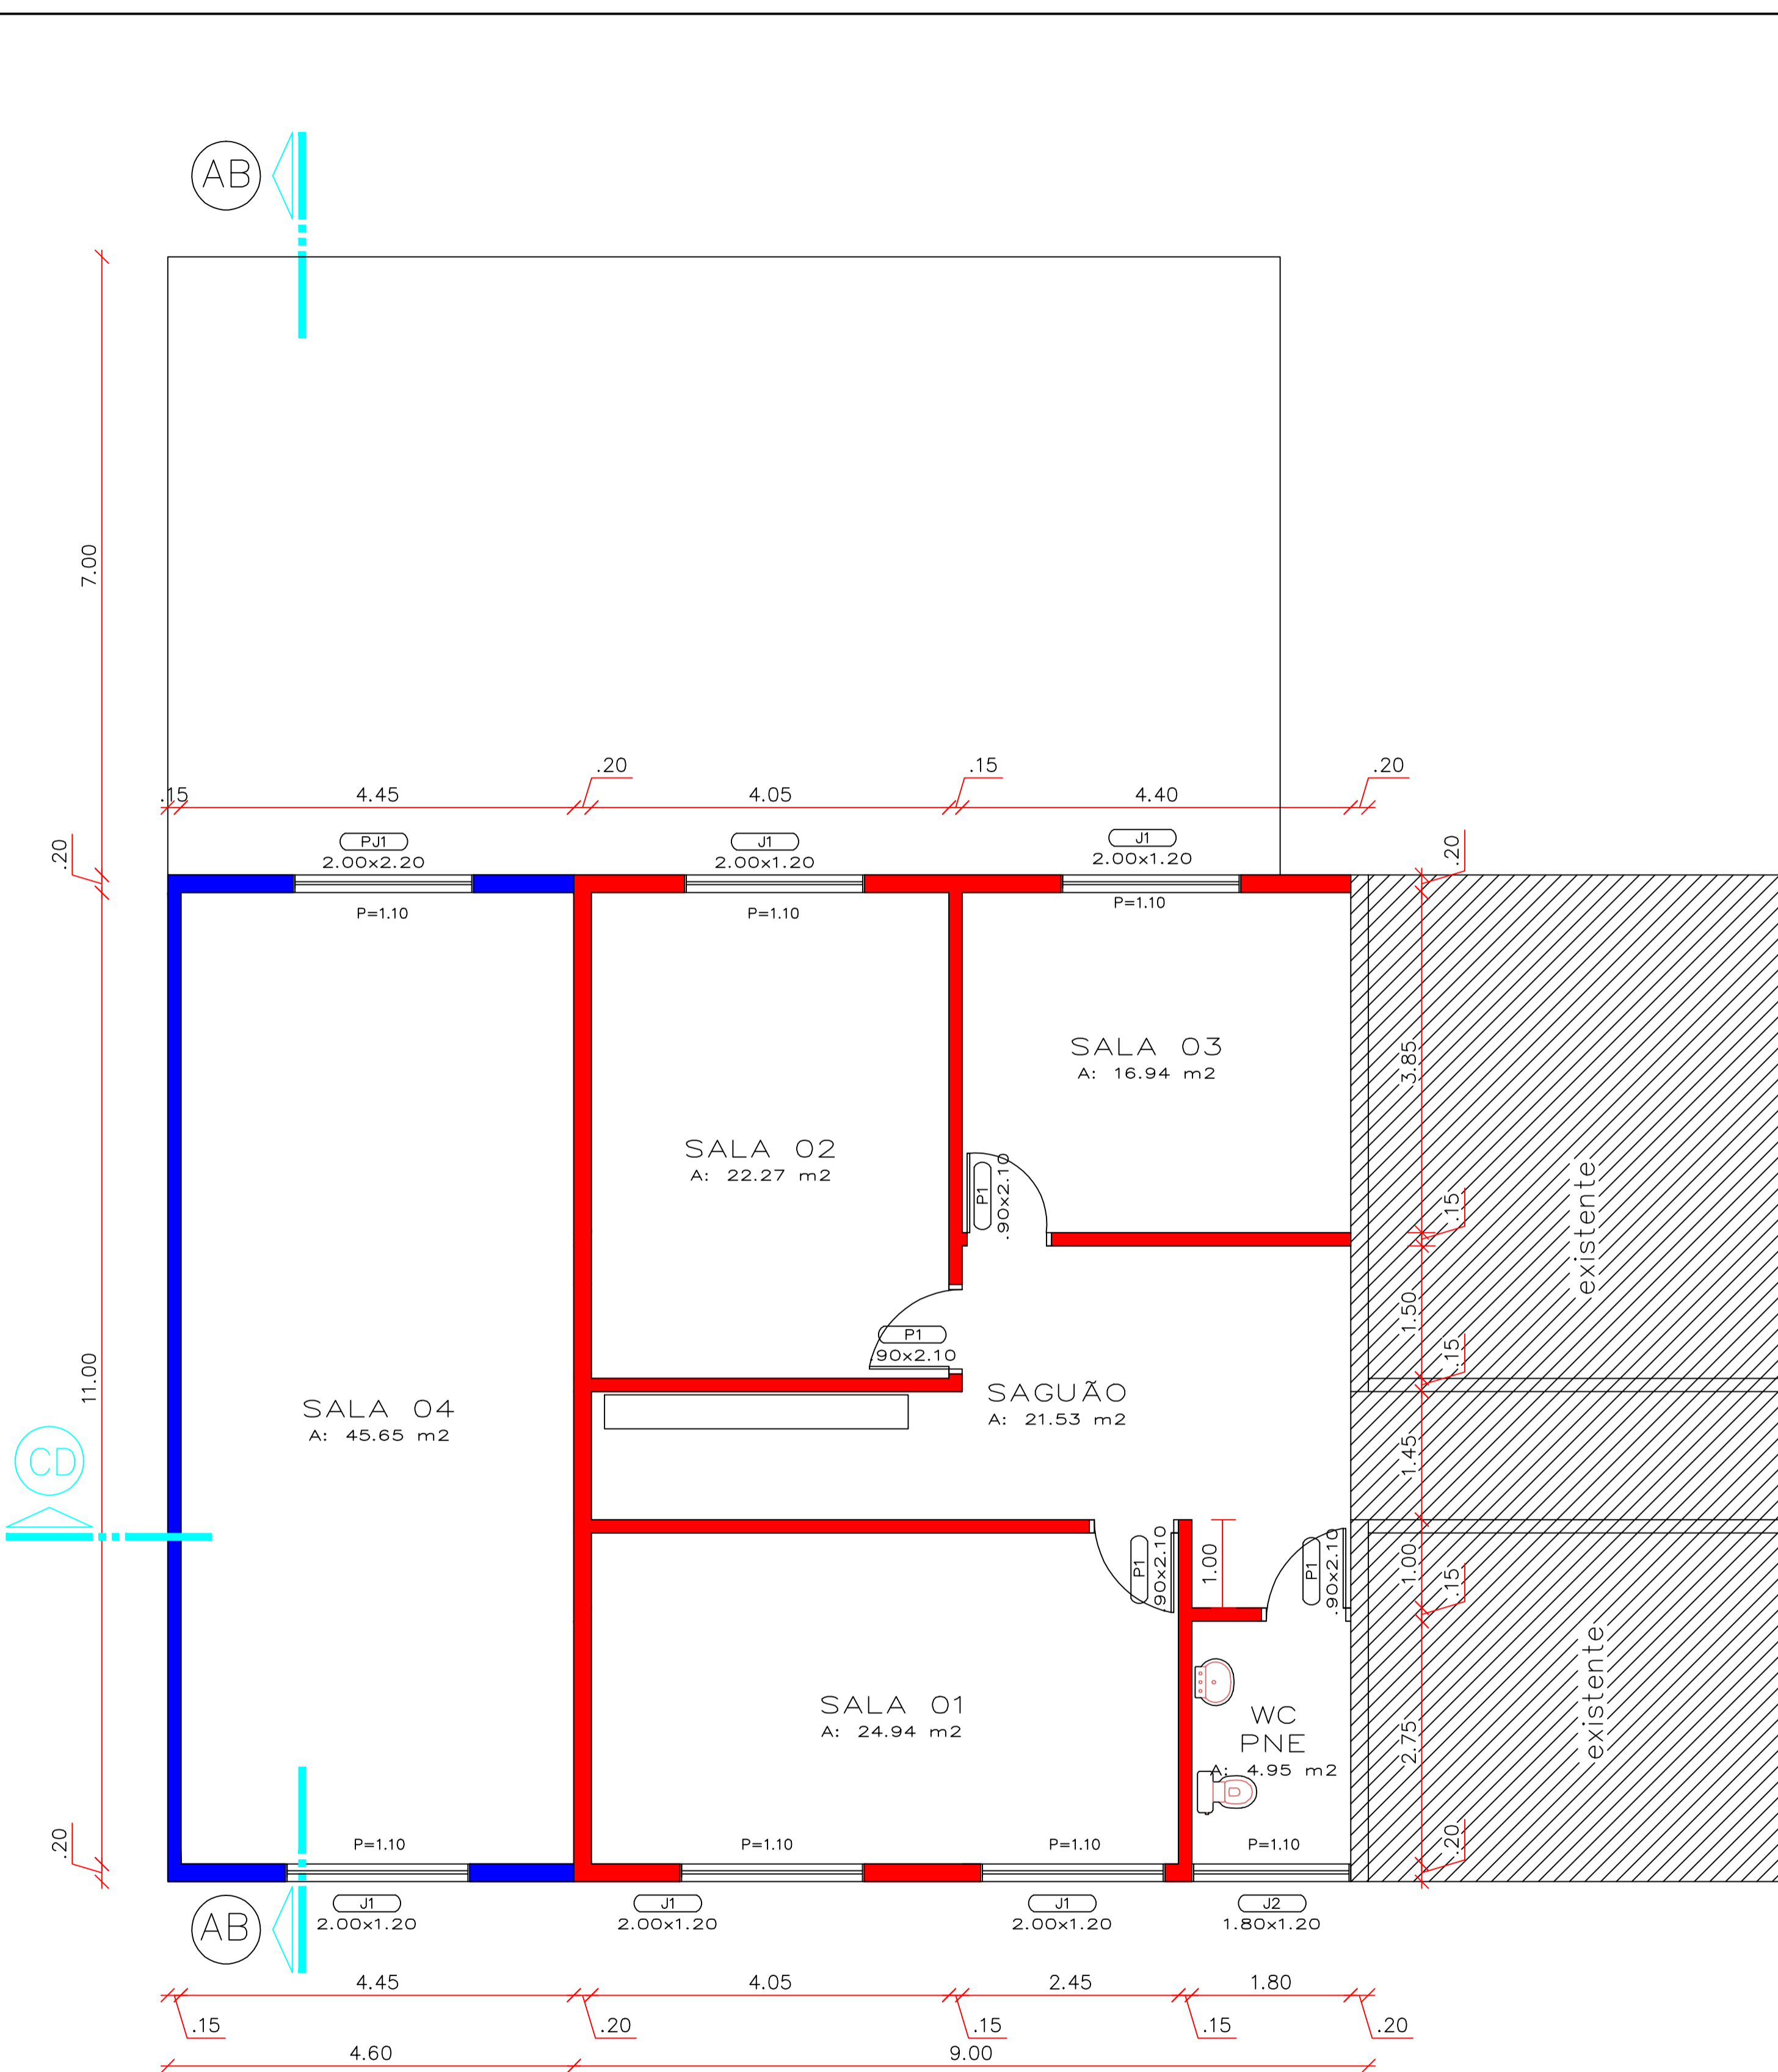 AB
7.00
.20
.15
.20
.15
4.45
4.05
4.40
.20
PJ1
2.00x2.20
J1
2.00x1.20
J1
2.00x1.20
.20
.20
P=1.10
P=1.10
P=1.10
SALA 03
A: 16.94 m2
3.85
SALA 02
A: 22.27 m2
P1
.90x2.10
.15
existente
1.50
P1
.90x2.10
.15
11.00
SAGUÃO
A: 21.53 m2
SALA 04
A: 45.65 m2
1.45
CD
P1
.90x2.10
1.00
P1
.90x2.10
1.00
.15
existente
SALA 01
A: 24.94 m2
WC
PNE
A: 4.95 m2
2.75
.20
P=1.10
P=1.10
P=1.10
P=1.10
.20
J1
2.00x1.20
J1
2.00x1.20
J1
2.00x1.20
J2
1.80x1.20
AB
4.45
4.05
2.45
1.80
.15
.20
.15
.15
.20
4.60
9.00